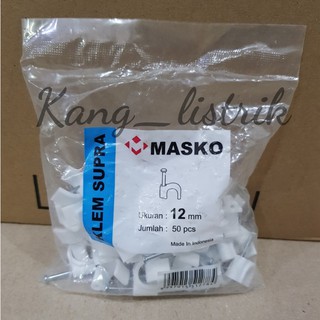 Kang_listrik
KLEM SUPRA
MASKO
Ukuran : 12 mm
Jumlah : 50 pcs
Made In Indonesia